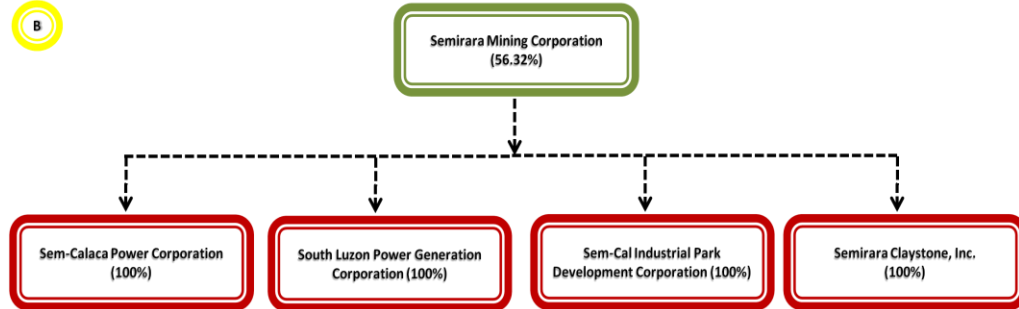 B
Semirara Mining Corporation
(56.32%)
Sem-Calaca Power Corporation
(100%)
South Luzon Power Generation
Corporation (100%)
Sem-Cal Industrial Park
Development Corporation (100%)
Semirara Claystone, Inc.
(100%)